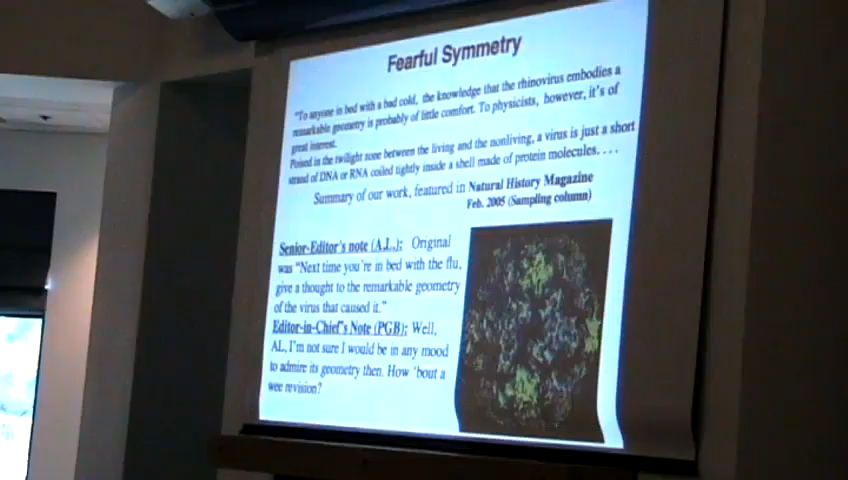 Fearful Symmetry
"To anyone in bed with a bad cold, the knowledge that the rhinovirus embodies a
remarkable geometry is probably of little comfort. To physicists, however, it's of
great interest.
Poised in the twilight zone between the living and the nonliving, a virus is just a short
strand of DNA or RNA coiled tightly inside a shell made of protein molecules. . . .
Summary of our work, featured in Natural History Magazine
Feb. 2005 (Sampling column)
Senior-Editor's note (A.L.): Original
was "Next time you're in bed with the flu,
give a thought to the remarkable geometry
of the virus that caused it."
Editor-in-Chief's Note (PGB): Well,
AL, I'm not sure I would be in any mood
to admire its geometry then. How 'bout a
wee revision?